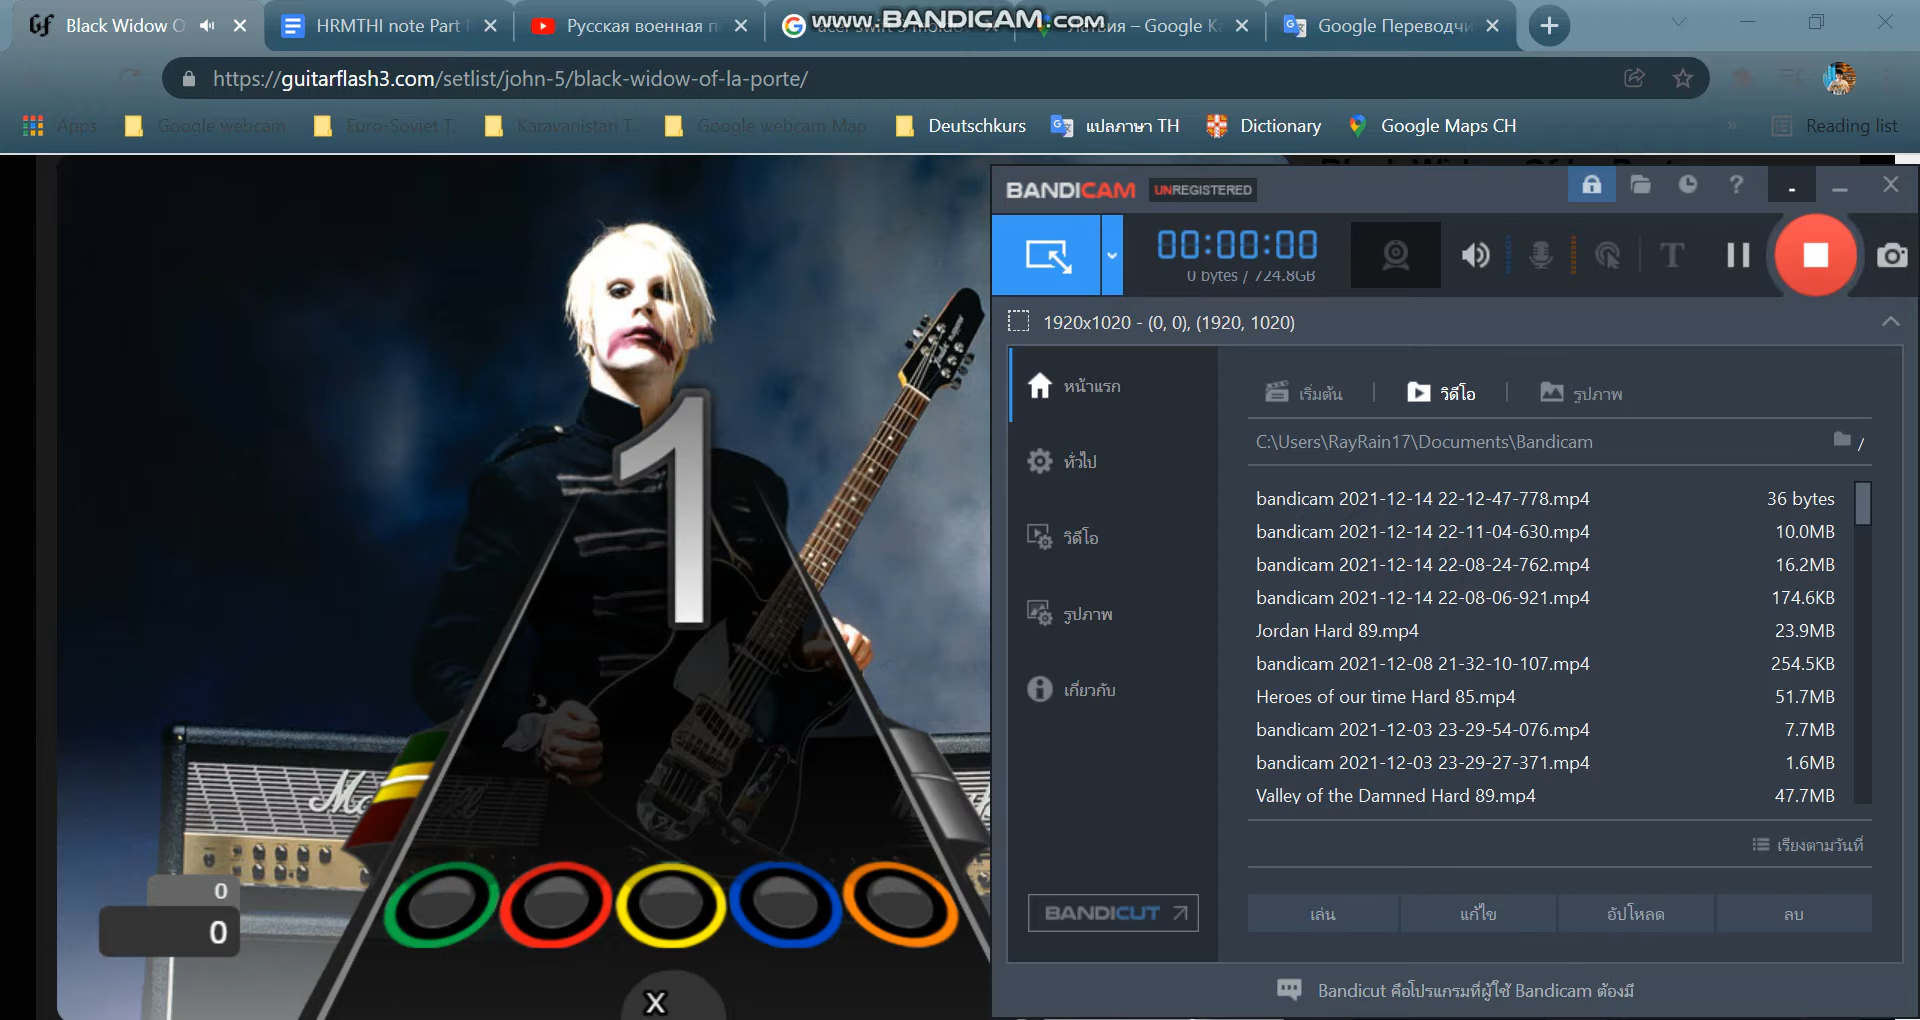 Black Widow O
HRMTHI note Part
Русская военная п
www.BANDICAM.com
Латвия – Google К
Google Переводчи
https://guitarflash3.com/setlist/john-5/black-widow-of-la-porte/
Apps
Google webcam
Euro-Soviet T
Karavanistan T
Google webcam Map
Deutschkurs
แปลภาษา TH
Dictionary
Google Maps CH
Reading list
BANDICAM UNREGISTERED
00:00:00
0 bytes / 724.8GB
1920x1020 - (0, 0), (1920, 1020)
หน้าแรก
ทั่วไป
วิดีโอ
รูปภาพ
เกี่ยวกับ
เริ่มต้น
วิดีโอ
รูปภาพ
C:\Users\RayRain17\Documents\Bandicam
bandicam 2021-12-14 22-12-47-778.mp4 36 bytes
bandicam 2021-12-14 22-11-04-630.mp4 10.0MB
bandicam 2021-12-14 22-08-24-762.mp4 16.2MB
bandicam 2021-12-14 22-08-06-921.mp4 174.6KB
Jordan Hard 89.mp4 23.9MB
bandicam 2021-12-08 21-32-10-107.mp4 254.5KB
Heroes of our time Hard 85.mp4 51.7MB
bandicam 2021-12-03 23-29-54-076.mp4 7.7MB
bandicam 2021-12-03 23-29-27-371.mp4 1.6MB
Valley of the Damned Hard 89.mp4 47.7MB
เรียงตามวันที่
BANDICUT
เล่น
แก้ไข
อัปโหลด
ลบ
Bandicut คือโปรแกรมที่ผู้ใช้ Bandicam ต้องมี
1
0
0
X